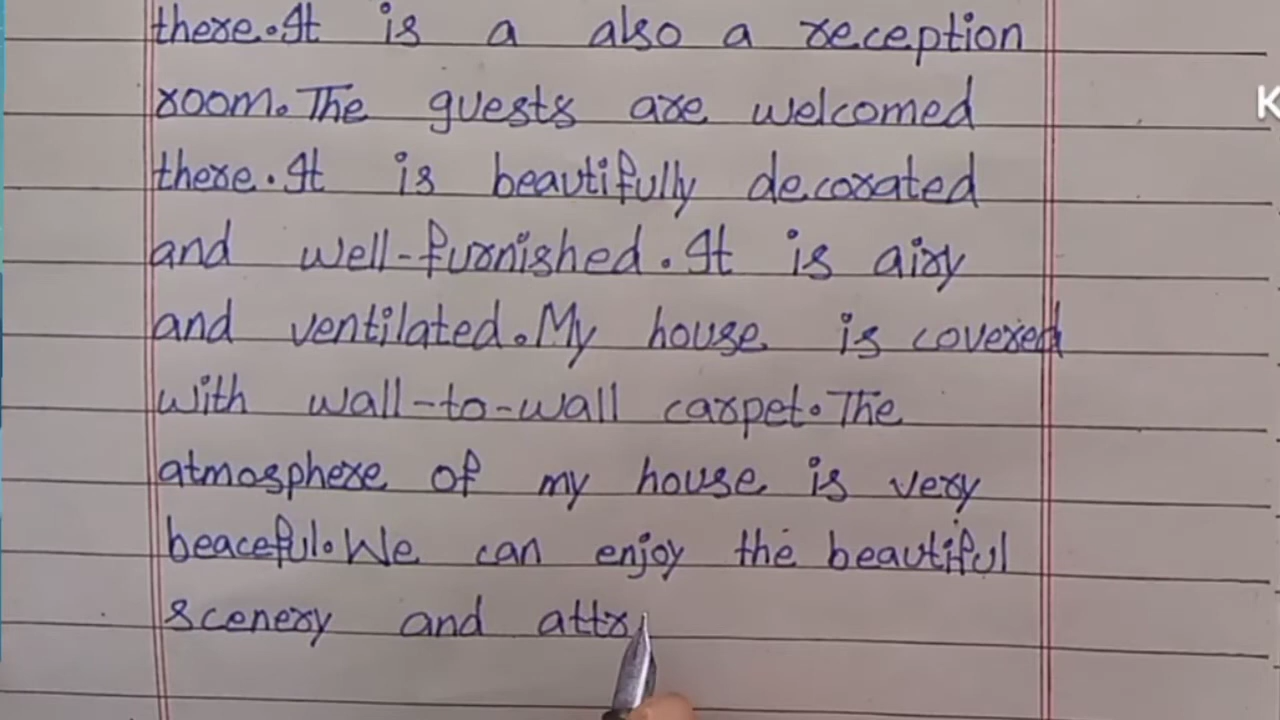 there.It is a also a reception
room.The guests are welcomed
there.It is beautifully decorated
and well-furnished.It is airy
and ventilated.My house is covered
with wall-to-wall carpet.The
atmosphere of my house is very
beaceful.We can enjoy the beautiful
scenery and attr
K